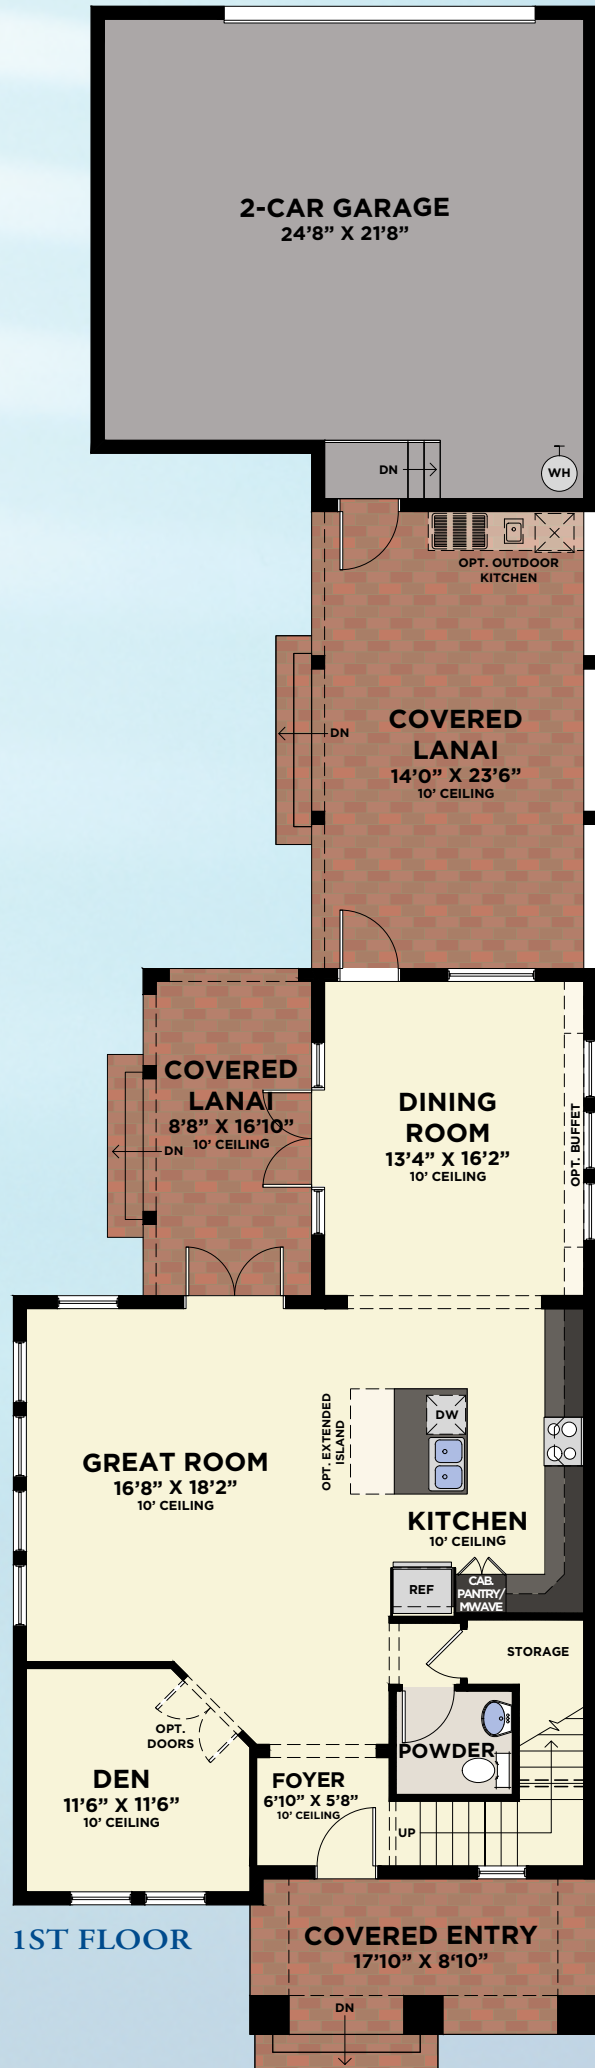 2-CAR GARAGE
24'8" X 21'8"
DN
WH
OPT. OUTDOOR
KITCHEN
COVERED
LANAI
14'0" X 23'6"
10' CEILING
DN
COVERED
LANAI
8'8" X 16'10"
10' CEILING
DN
DINING
ROOM
13'4" X 16'2"
10' CEILING
OPT. BUFFET
GREAT ROOM
16'8" X 18'2"
10' CEILING
OPT. EXTENDED
ISLAND
DW
KITCHEN
10' CEILING
REF
CAB.
PANTRY/
MWAVE
STORAGE
OPT.
DOORS
POWDER
DEN
11'6" X 11'6"
10' CEILING
FOYER
6'10" X 5'8"
10' CEILING
UP
1ST FLOOR
COVERED ENTRY
17'10" X 8'10"
DN